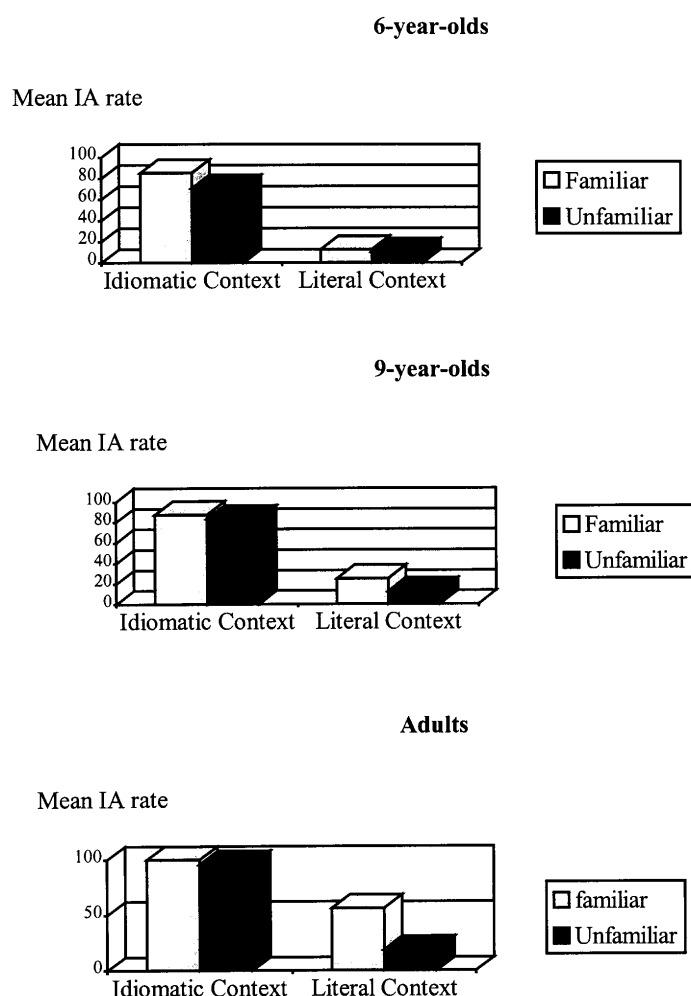 6-year-olds
Mean IA rate
100
80
60
40
20
0
Idiomatic Context Literal Context
Familiar
Unfamiliar
9-year-olds
Mean IA rate
100
80
60
40
20
0
Idiomatic Context Literal Context
Familiar
Unfamiliar
Adults
Mean IA rate
100
50
0
Idiomatic Context Literal Context
familiar
Unfamiliar